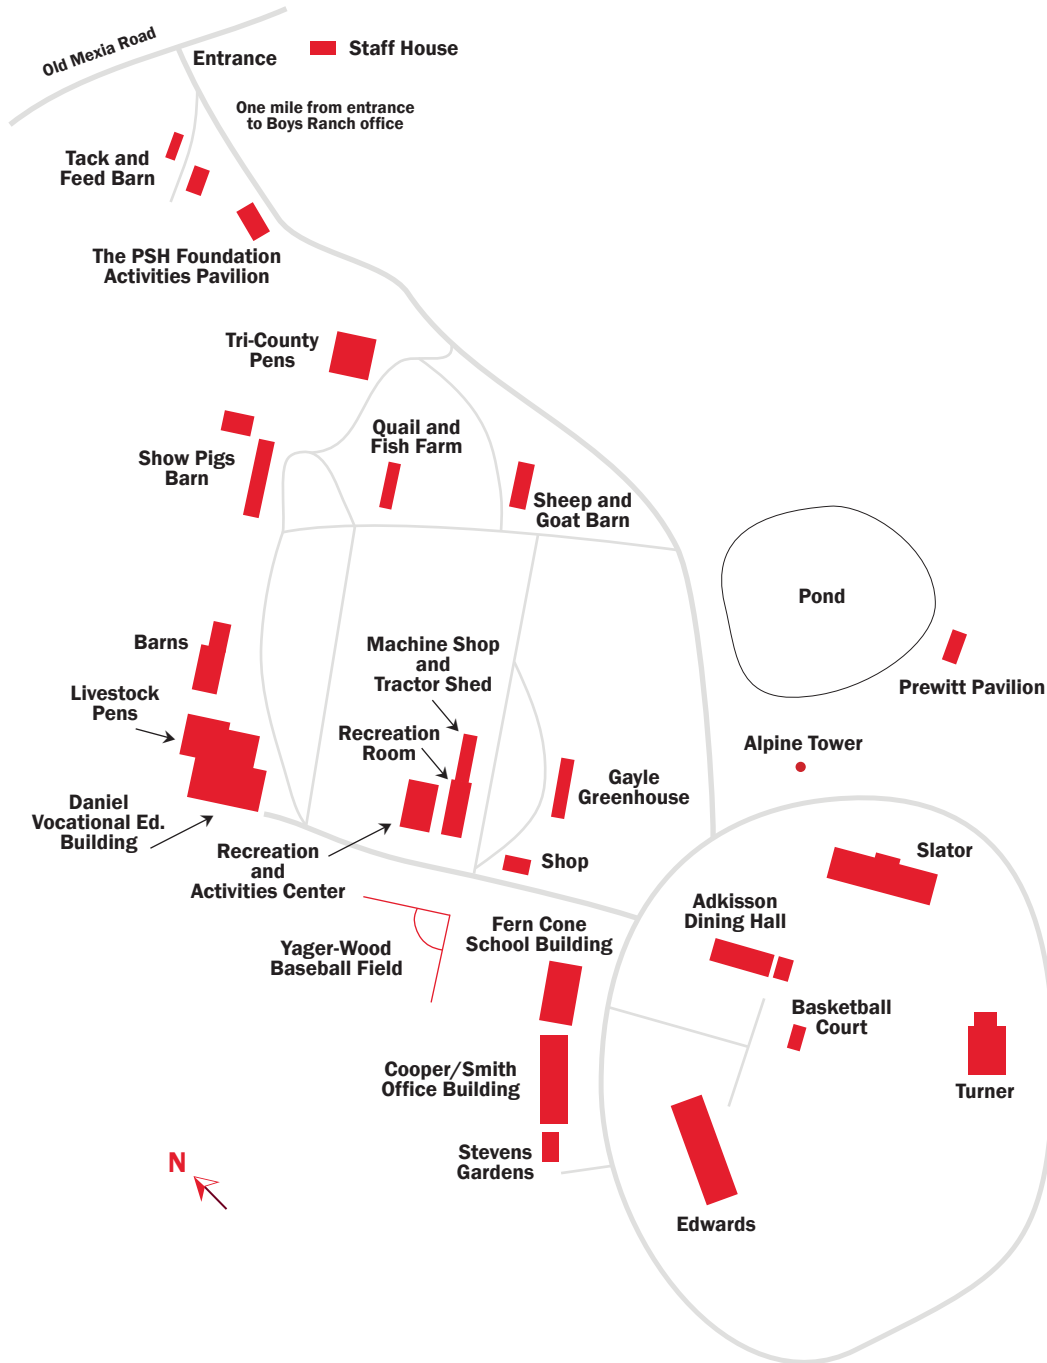 Old Mexia Road
Entrance
Staff House
One mile from entrance
to Boys Ranch office
Tack and
Feed Barn
The PSH Foundation
Activities Pavilion
Tri-County
Pens
Quail and
Fish Farm
Show Pigs
Barn
Sheep and
Goat Barn
Pond
Barns
Machine Shop
and
Tractor Shed
Prewitt Pavilion
Livestock
Pens
Recreation
Room
Alpine Tower
Gayle
Greenhouse
Daniel
Vocational Ed.
Building
Recreation
and
Activities Center
Shop
Slator
Adkisson
Dining Hall
Fern Cone
School Building
Yager-Wood
Baseball Field
Basketball
Court
Cooper/Smith
Office Building
Turner
Stevens
Gardens
N
Edwards